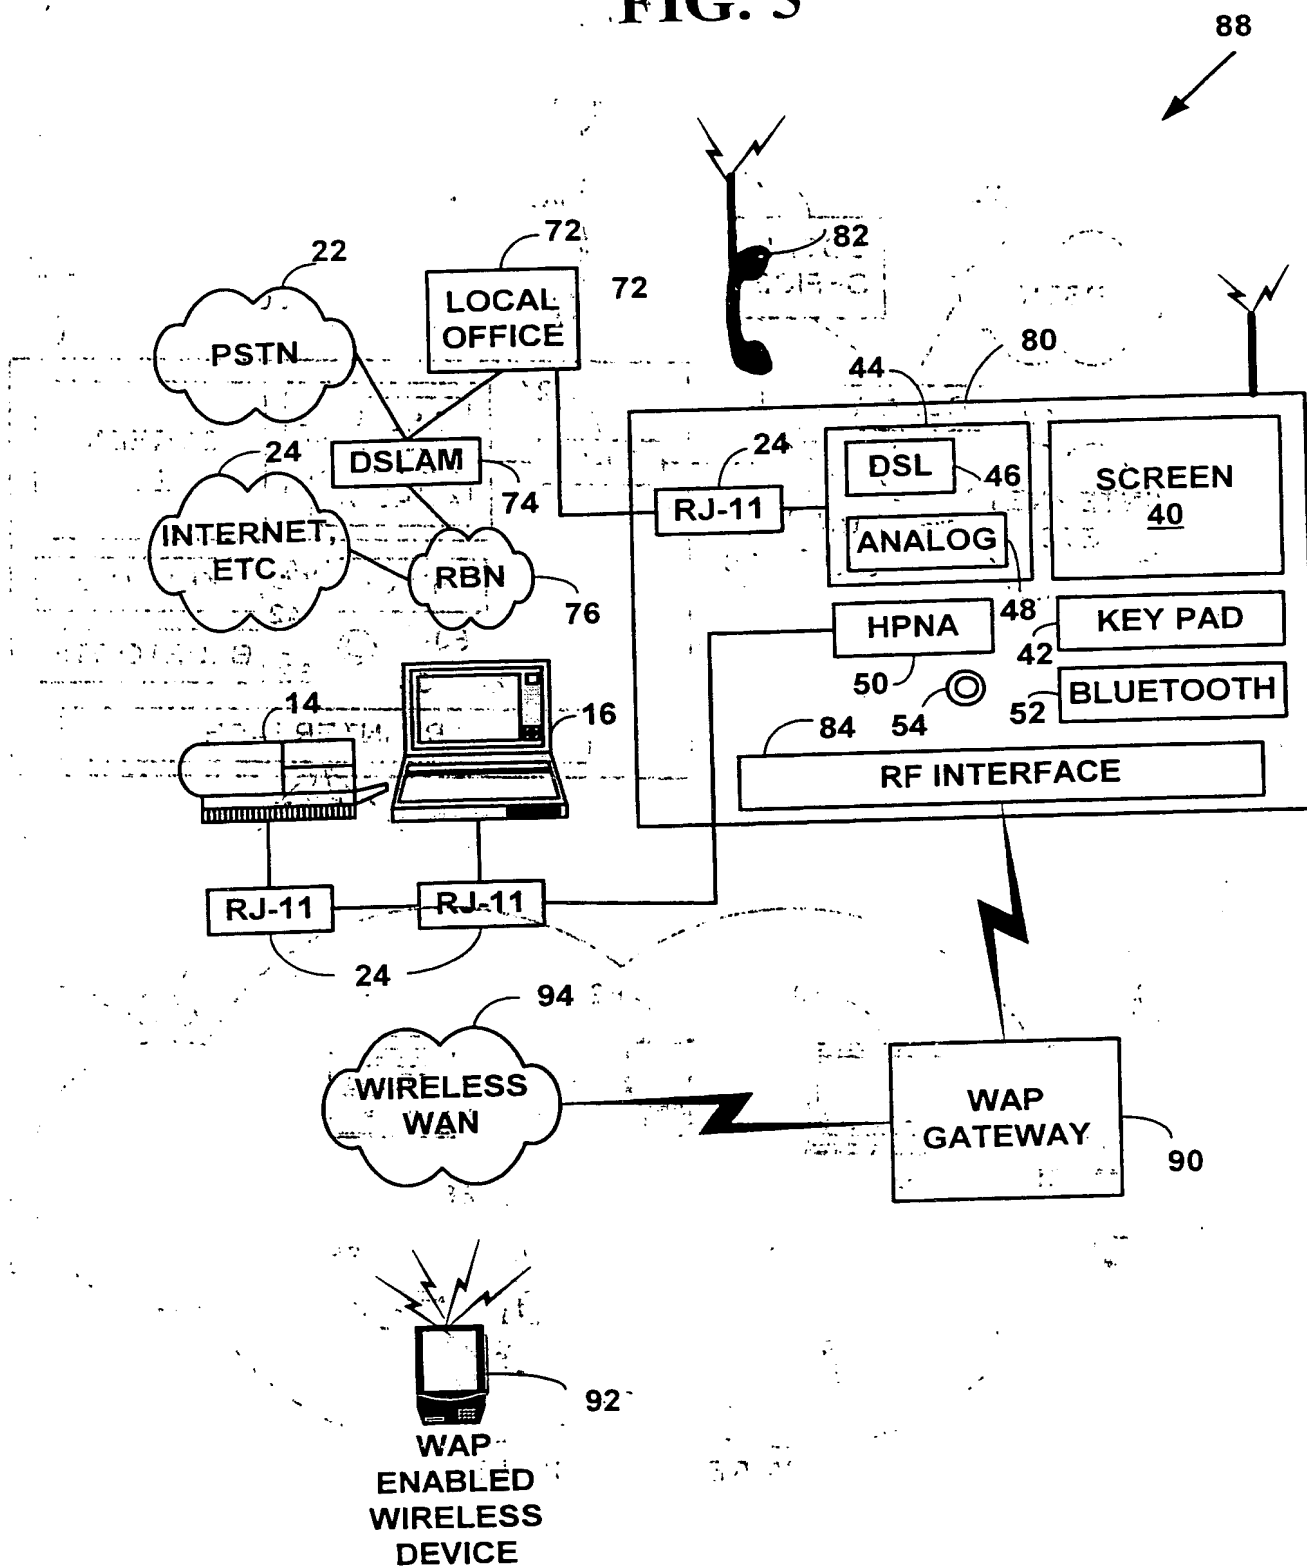 FIG. 5
88
82
22
72
LOCAL
OFFICE
72
PSTN
80
44
24
DSLAM
74
24
RJ-11
DSL
46
ANALOG
48
SCREEN
40
INTERNET,
ETC.
RBN
76
HPNA
50
KEY PAD
42
54
BLUETOOTH
52
14
16
84
RF INTERFACE
RJ-11
RJ-11
24
94
WIRELESS
WAN
WAP
GATEWAY
90
92
WAP
ENABLED
WIRELESS
DEVICE